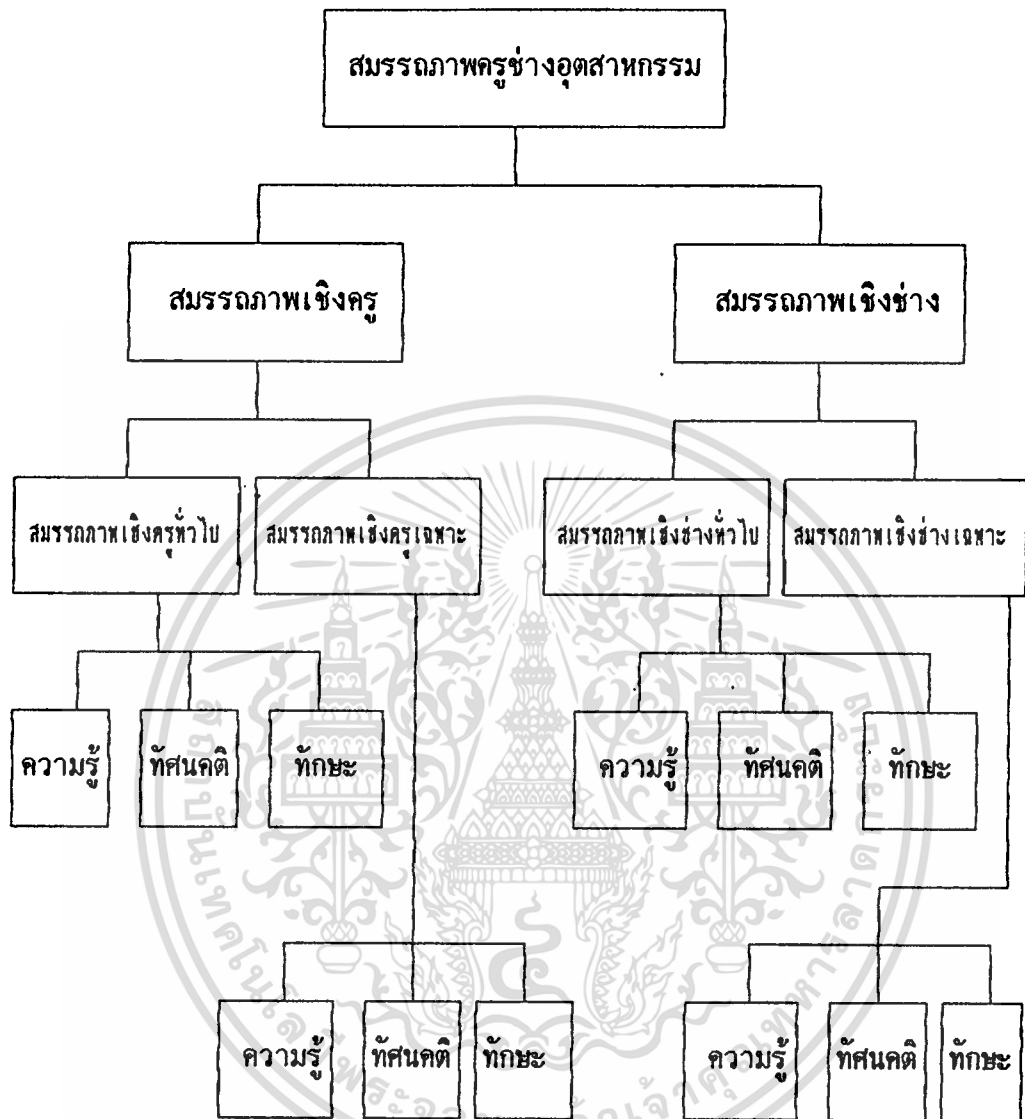 สมรรถภาพครูช่างอุตสาหกรรม
สมรรถภาพเชิงครู
สมรรถภาพเชิงช่าง
สมรรถภาพเชิงครูทั่วไป
สมรรถภาพเชิงครูเฉพาะ
สมรรถภาพเชิงช่างทั่วไป
สมรรถภาพเชิงช่างเฉพาะ
ความรู้
ทัศนคติ
ทักษะ
ความรู้
ทัศนคติ
ทักษะ
ความรู้
ทัศนคติ
ทักษะ
ความรู้
ทัศนคติ
ทักษะ